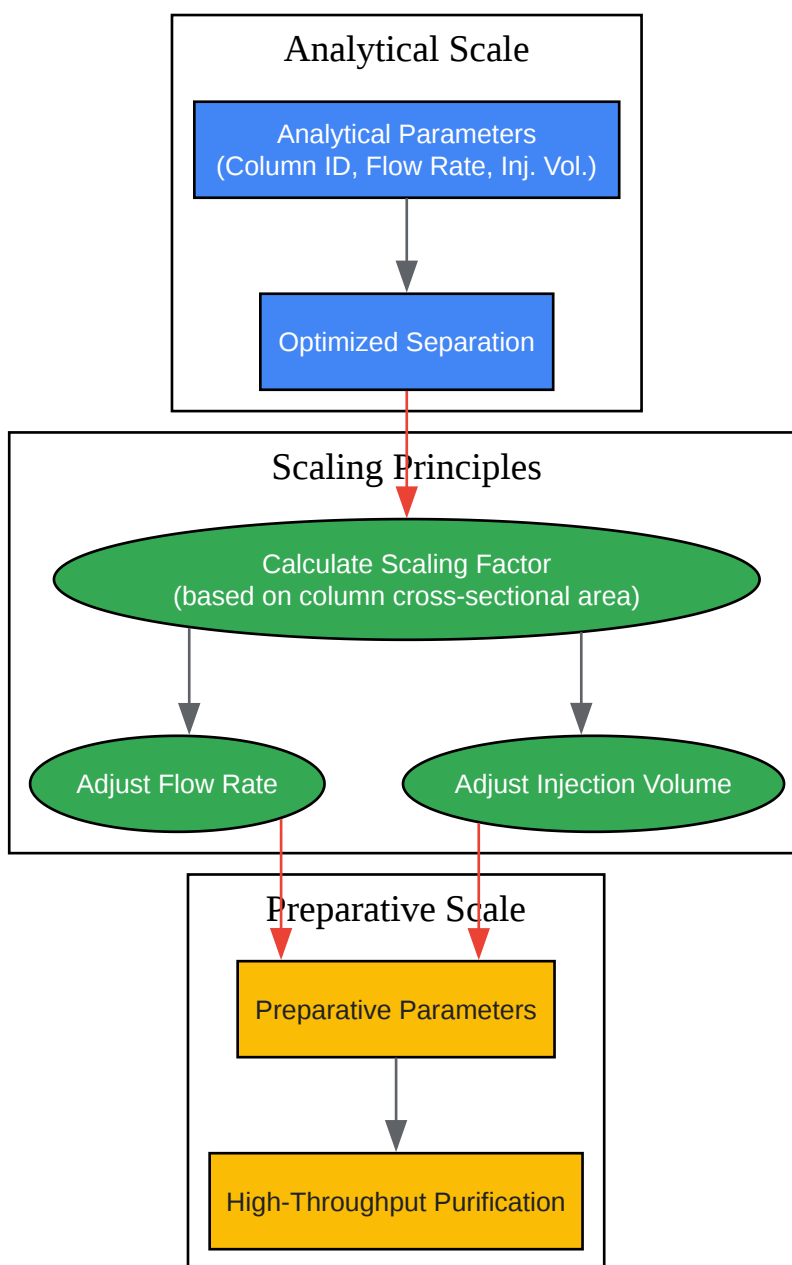 Analytical Scale
Analytical Parameters
(Column ID, Flow Rate, Inj. Vol.)
Optimized Separation
Scaling Principles
Calculate Scaling Factor
(based on column cross-sectional area)
Adjust Flow Rate
Adjust Injection Volume
Preparative Scale
Preparative Parameters
High-Throughput Purification